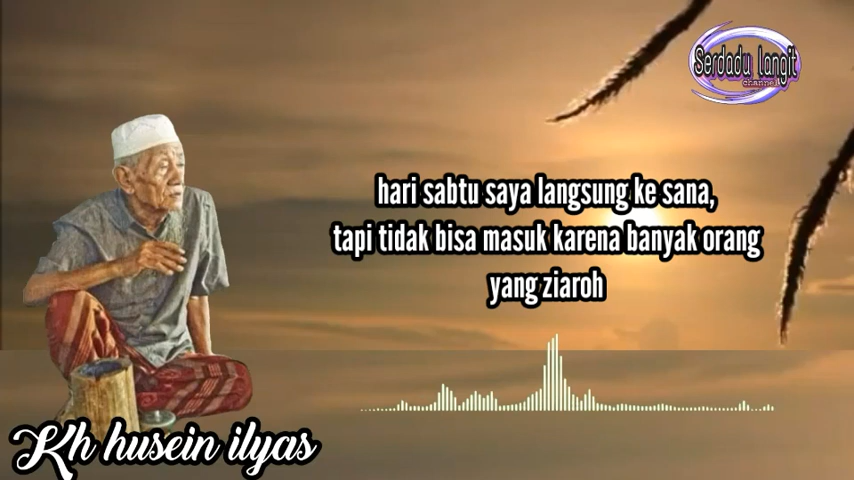 Serdadu langit
channel
hari sabtu saya langsung ke sana,
tapi tidak bisa masuk karena banyak orang
yang ziaroh
Kh husein ilyas